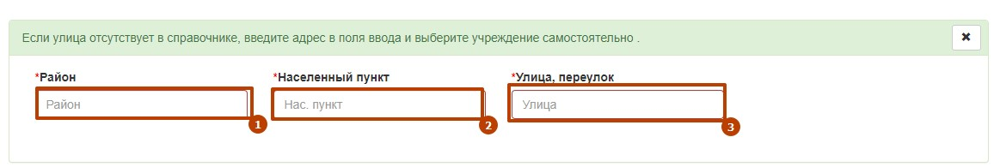 Если улица отсутствует в справочнике, введите адрес в поля ввода и выберите учреждение самостоятельно .
*Район *Населенный пункт *Улица, переулок
Район Нас. пункт Улица
1 2 3